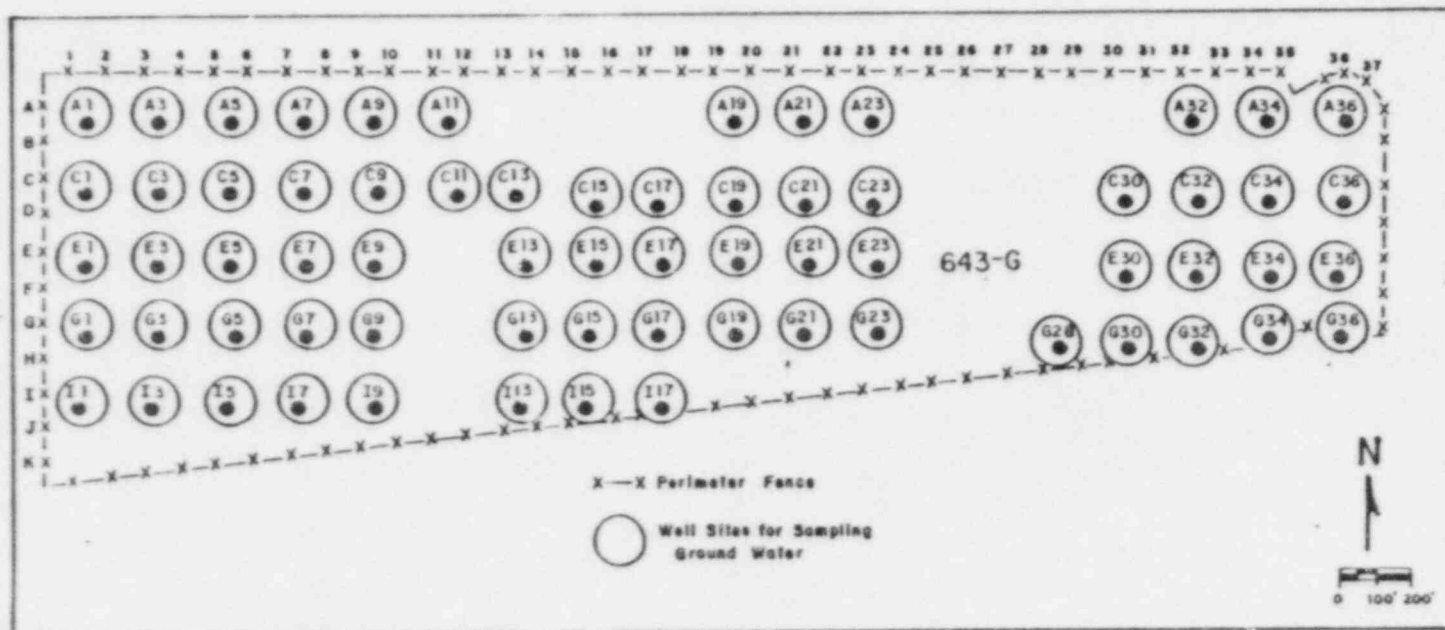 1 2 3 4 5 6 7 8 9 10 11 12 13 14 15 16 17 18 19 20 21 22 23 24 25 26 27 28 29 30 31 32 33 34 35 36 37
A A1 A3 A5 A7 A9 A11 A19 A21 A23 A32 A34 A36
B
C C1 C3 C5 C7 C9 C11 C13 C15 C17 C19 C21 C23 C30 C32 C34 C36
D
E E1 E3 E5 E7 E9 E13 E15 E17 E19 E21 E23 643-G E30 E32 E34 E36
F
G G1 G3 G5 G7 G9 G13 G15 G17 G19 G21 G23 G28 G30 G32 G34 G36
H
I I1 I3 I5 I7 I9 I13 I15 I17
J
K
X—X Perimeter Fence
N
Well Sites for Sampling
Ground Water
0 100' 200'